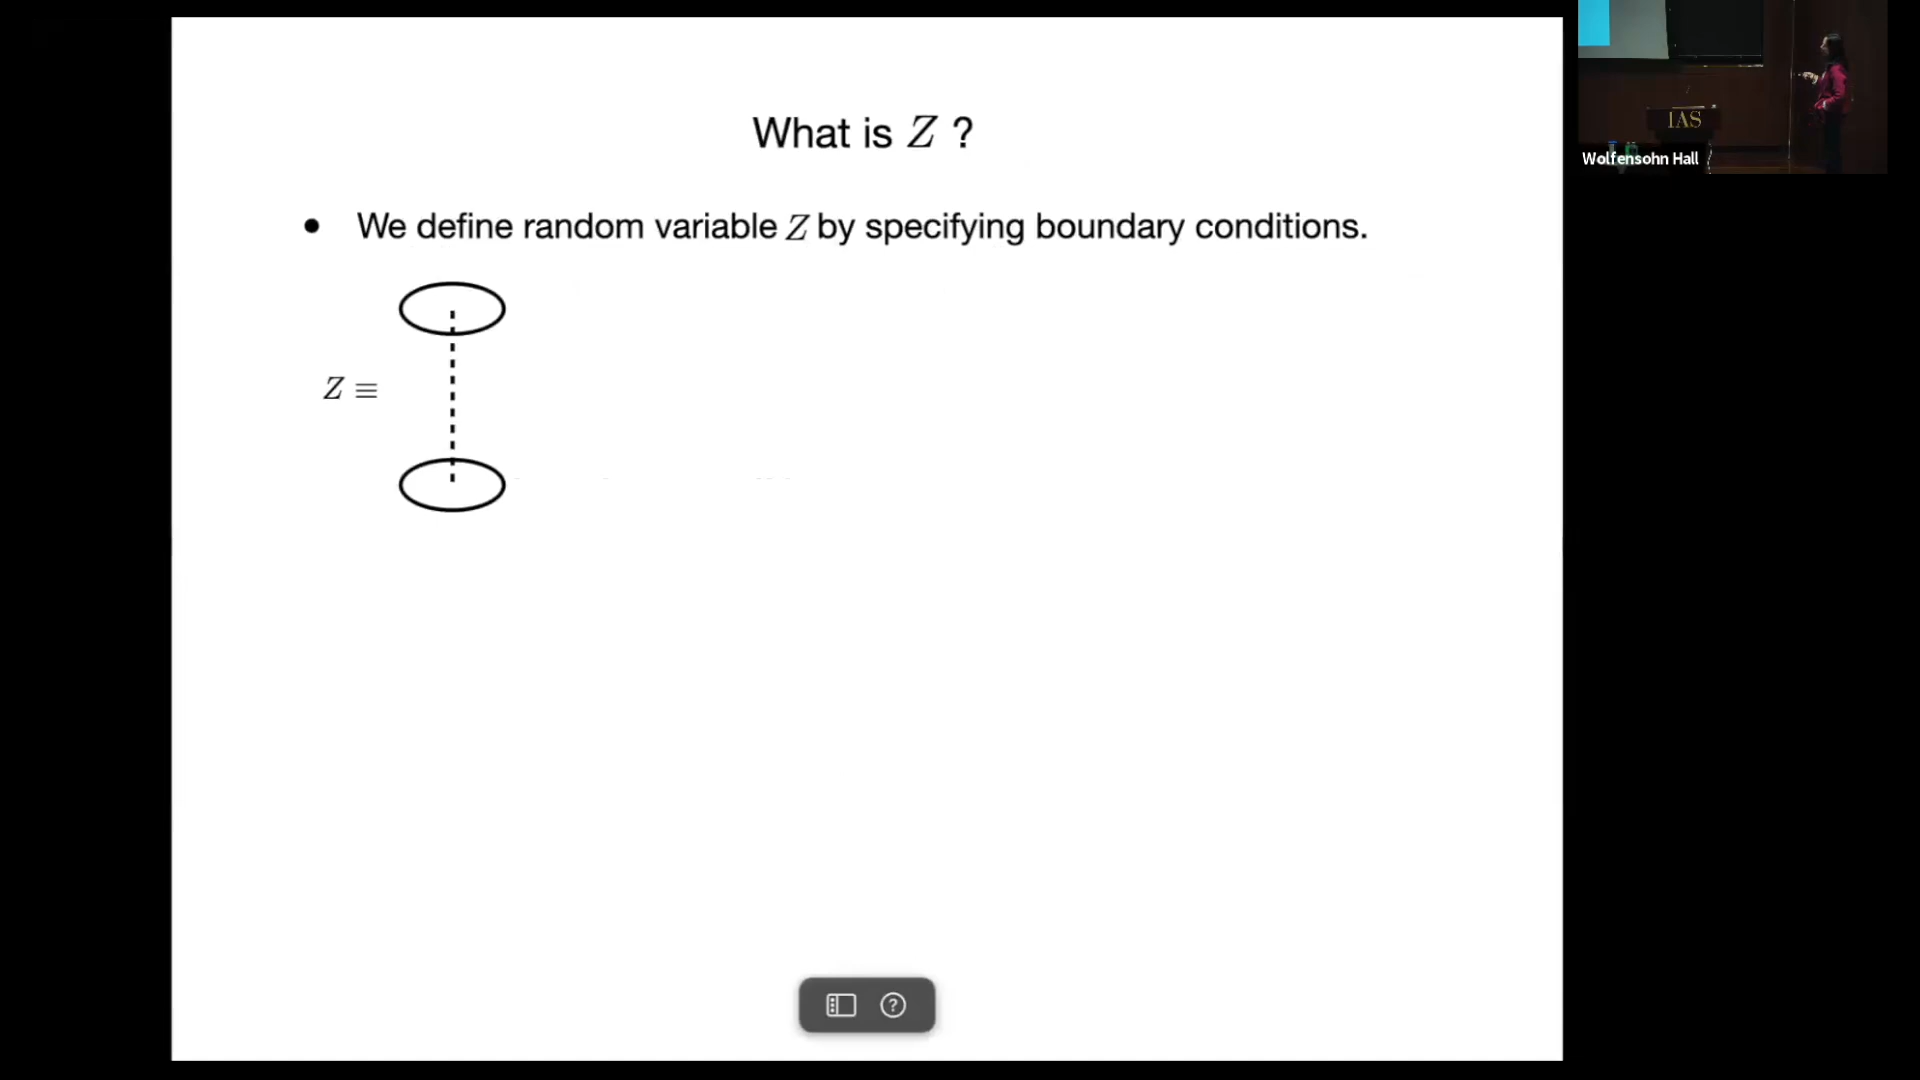 What is Z ?
• We define random variable Z by specifying boundary conditions.
Z ≡
IAS
Wolfensohn Hall
?